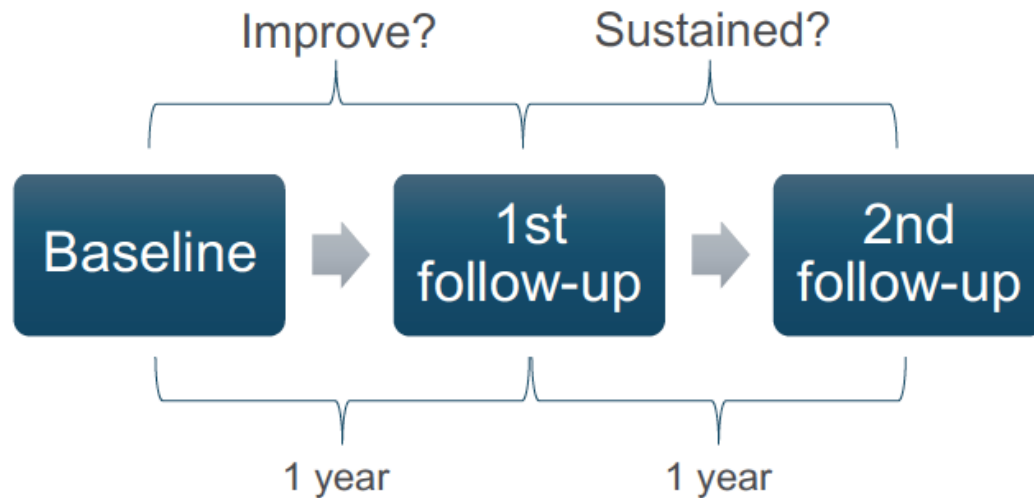 Improve?
Sustained?
Baseline
1st
follow-up
2nd
follow-up
1 year
1 year